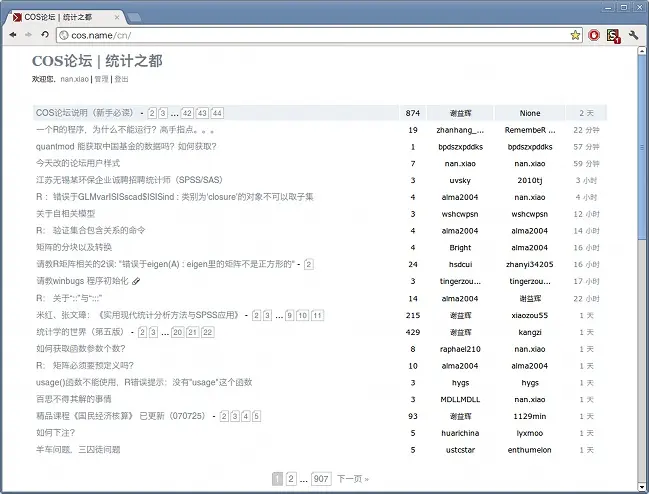 COS论坛 | 统计之都
cos.name/cn/
COS论坛 | 统计之都
欢迎您，nan.xiao | 管理 | 登出
COS论坛说明（新手必读） - 2 3 ... 42 43 44 874 谢益辉 Nione 2 天
一个R的程序，为什么不能运行？高手指点。。。 19 zhanhang_... RemembeR ... 22 分钟
quantmod 能获取中国基金的数据吗？如何获取？ 1 bpdszxpddks bpdszxpddks 57 分钟
今天改的论坛用户样式 7 nan.xiao nan.xiao 59 分钟
江苏无锡某环保企业诚聘招聘统计师（SPSS/SAS） 3 uvsky 2010tj 3 小时
R ：错误于GLMvarISISscad$ISISind : 类别为'closure'的对象不可以取子集 4 alma2004 nan.xiao 4 小时
关于自相关模型 3 wshcwpsn wshcwpsn 12 小时
R： 验证集合包含关系的命令 4 alma2004 alma2004 14 小时
矩阵的分块以及转换 4 Bright alma2004 16 小时
请教R矩阵相关的2误: "错误于eigen(A) : eigen里的矩阵不是正方形的" - 2 24 hsdcui zhanyi34205 16 小时
请教winbugs 程序初始化 3 tingerzou... tingerzou... 17 小时
R： 关于“::”与“:::” 14 alma2004 谢益辉 22 小时
米红、张文璋：《实用现代统计分析方法与SPSS应用》 - 2 3 ... 9 10 11 215 谢益辉 xiaozou55 1 天
统计学的世界（第五版） - 2 3 ... 20 21 22 429 谢益辉 kangzi 1 天
如何获取函数参数个数? 8 raphael210 nan.xiao 1 天
R： 矩阵必须要预定义吗? 10 alma2004 alma2004 1 天
usage()函数不能使用，R错误提示：没有"usage"这个函数 3 hygs hygs 1 天
百思不得其解的事情 3 MDLLMDLL nan.xiao 1 天
精品课程《国民经济核算》 已更新（070725） - 2 3 4 5 93 谢益辉 1129min 1 天
如何下注? 5 huarichina lyxmoo 1 天
羊车问题，三囚徒问题 5 ustcstar enthumelon 1 天
1 2 ... 907 下一页 »